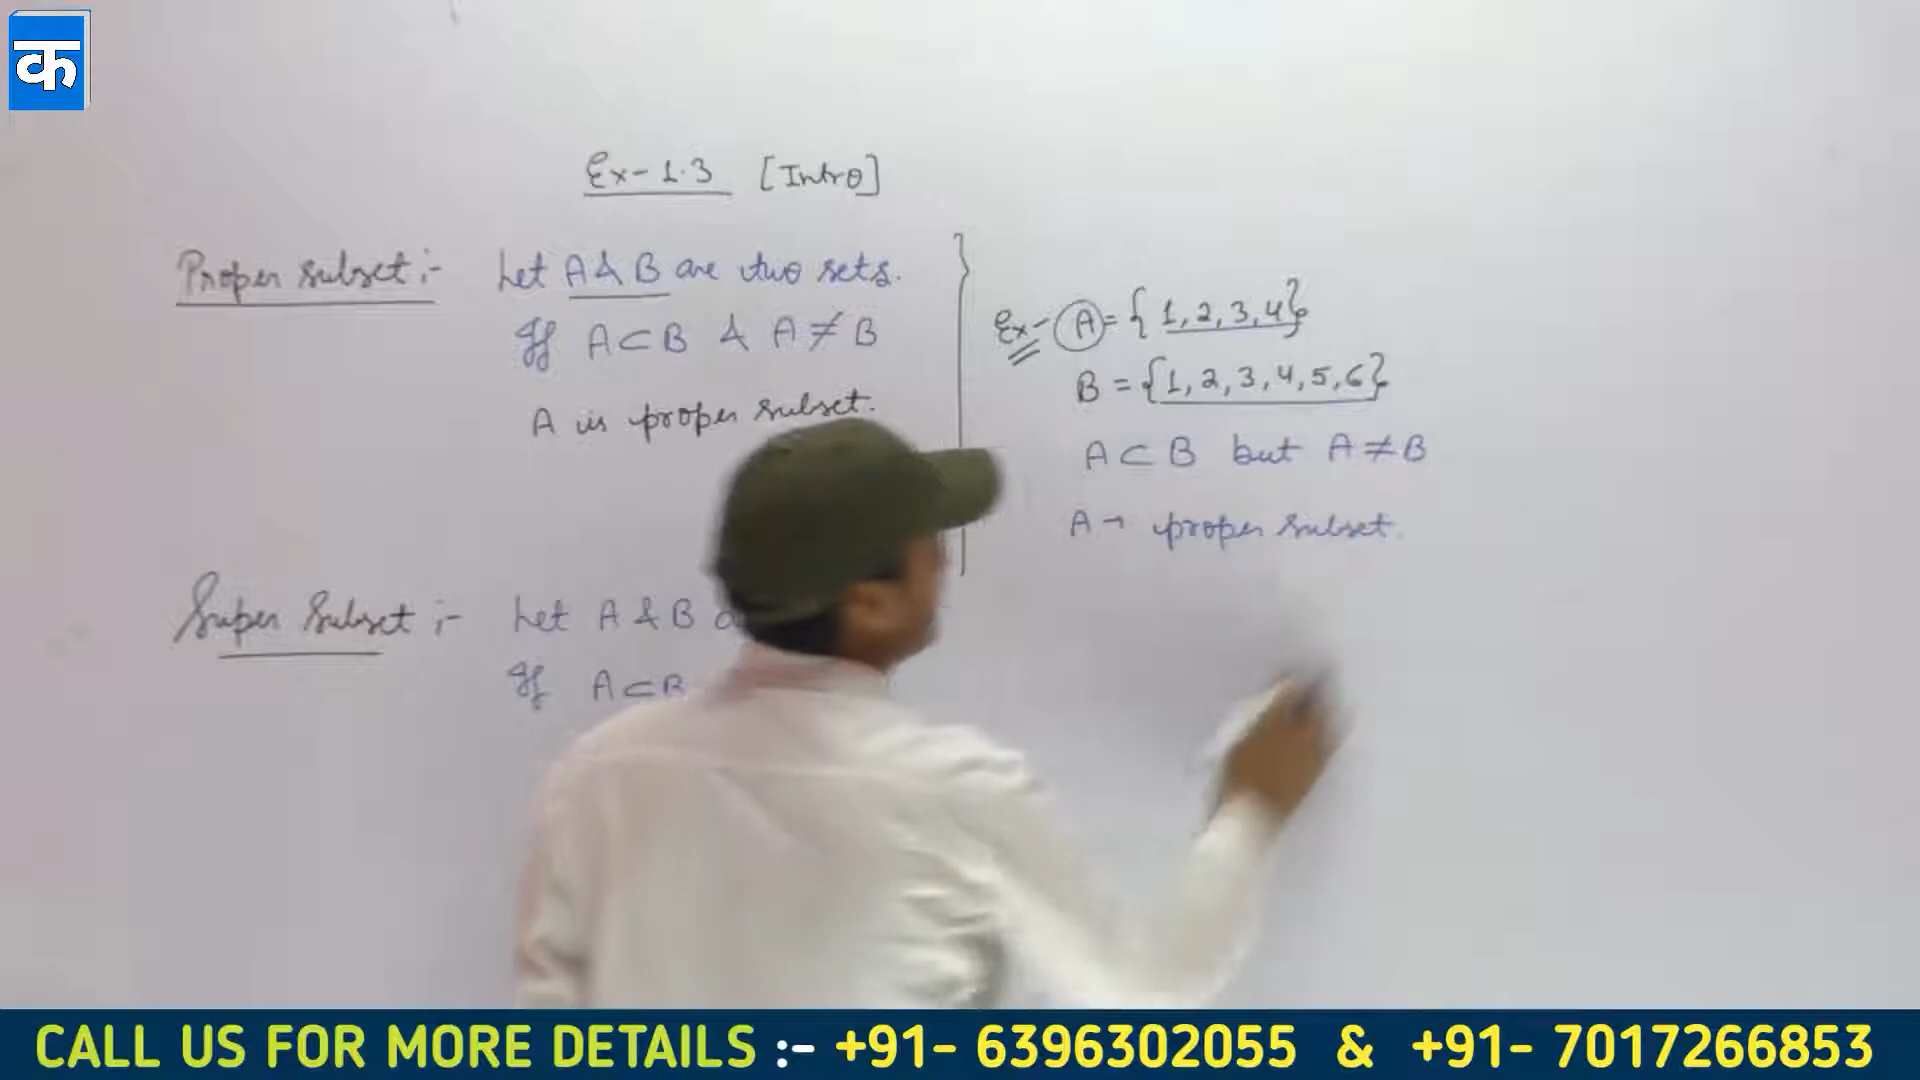 क
Ex- 1.3 [Intro]
Proper subset :- Let A & B are two sets.
If A ⊂ B & A ≠ B
A is proper subset.
Ex- A = { 1, 2, 3, 4}
B = {1, 2, 3, 4, 5, 6}
A ⊂ B but A ≠ B
A → proper subset.
Super Subset :- Let A & B
If A ⊂ B
CALL US FOR MORE DETAILS :- +91- 6396302055 & +91- 7017266853